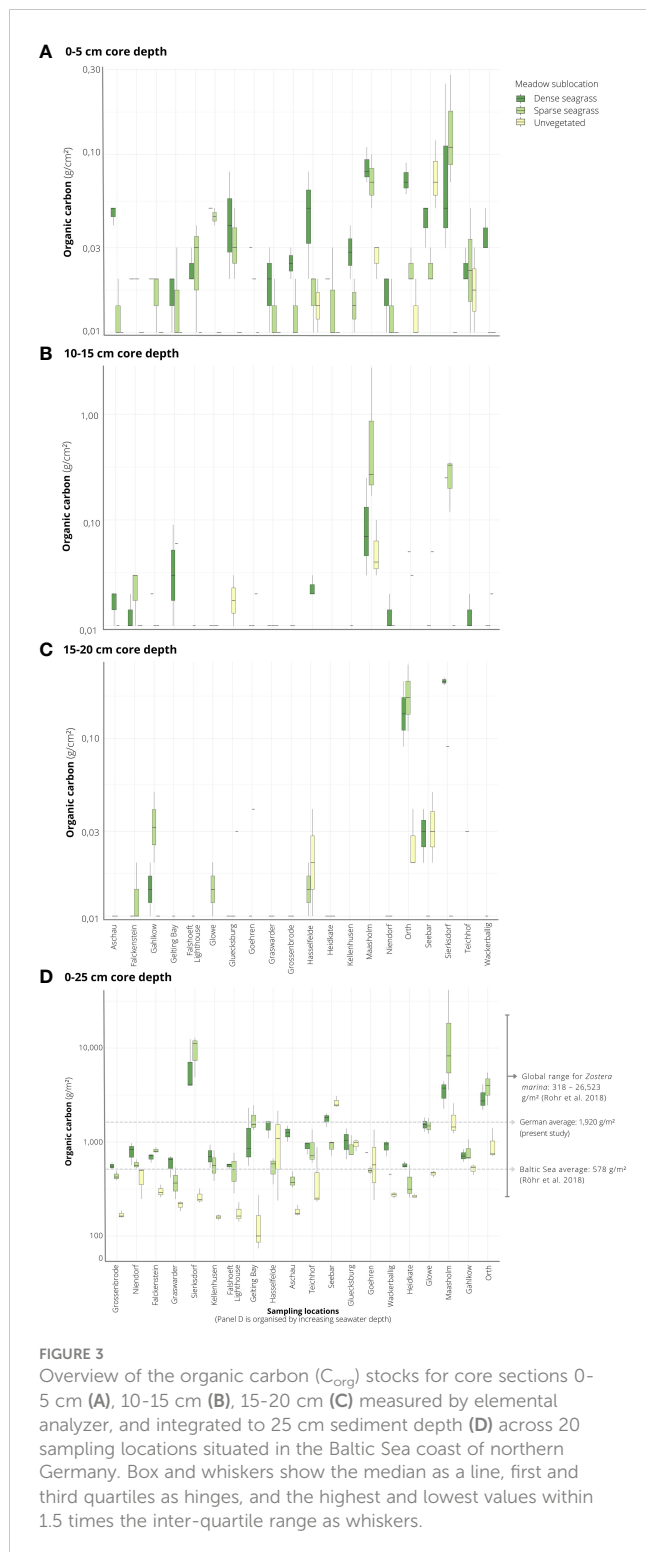 A 0-5 cm core depth
Meadow sublocation
Dense seagrass
Sparse seagrass
Unvegetated
Organic carbon (g/cm²)
0,30
0,10
0,03
0,01
B 10-15 cm core depth
Organic carbon (g/cm²)
1,00
0,10
0,01
C 15-20 cm core depth
Organic carbon (g/cm²)
0,10
0,03
0,01
Aschau
Falckenstein
Gahlkow
Gelting Bay
Falshoft
Lighthouse
Glowe
Gluecksburg
Goehren
Graswarder
Grossenbrode
Hasselfelde
Heidkate
Kellenhusen
Maasholm
Niendorf
Orth
Seebar
Sierksdorf
Teichhof
Wackerballig
D 0-25 cm core depth
Organic carbon (g/m²)
10,000
1,000
100
0
Global range for Zostera
marina: 318 – 26,523
g/m² (Rohr et al. 2018)
German average: 1,920 g/m²
(present study)
Baltic Sea average: 578 g/m²
(Röhr et al. 2018)
Grossenbrode
Niendorf
Falckenstein
Graswarder
Sierksdorf
Kellenhusen
Falshoeft
Lighthouse
Gelting Bay
Hasselfelde
Aschau
Teichhof
Seebar
Gluecksburg
Goehren
Wackerballig
Heidkate
Glowe
Maasholm
Gahlkow
Orth
Sampling locations
(Panel D is organised by increasing seawater depth)
FIGURE 3
Overview of the organic carbon (Corg) stocks for core sections 0-
5 cm (A), 10-15 cm (B), 15-20 cm (C) measured by elemental
analyzer, and integrated to 25 cm sediment depth (D) across 20
sampling locations situated in the Baltic Sea coast of northern
Germany. Box and whiskers show the median as a line, first and
third quartiles as hinges, and the highest and lowest values within
1.5 times the inter-quartile range as whiskers.